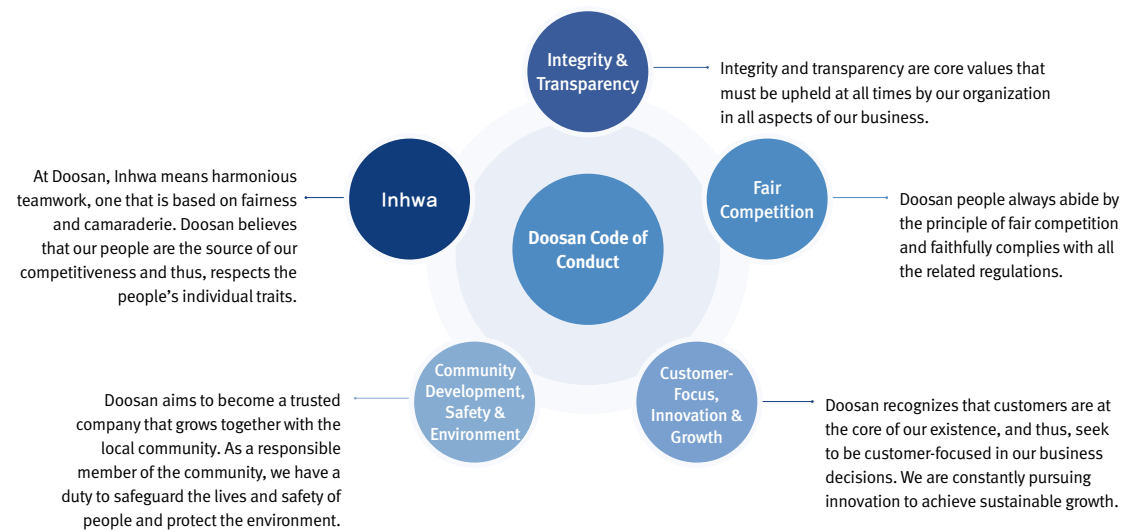 Integrity &
Transparency
Integrity and transparency are core values that
must be upheld at all times by our organization
in all aspects of our business.
Inhwa
At Doosan, Inhwa means harmonious
teamwork, one that is based on fairness
and camaraderie. Doosan believes
that our people are the source of our
competitiveness and thus, respects the
people's individual traits.
Fair
Competition
Doosan people always abide by
the principle of fair competition
and faithfully complies with all
the related regulations.
Doosan Code of
Conduct
Community
Development,
Safety &
Environment
Doosan aims to become a trusted
company that grows together with the
local community. As a responsible
member of the community, we have a
duty to safeguard the lives and safety of
people and protect the environment.
Customer-
Focus,
Innovation &
Growth
Doosan recognizes that customers are at
the core of our existence, and thus, seek
to be customer-focused in our business
decisions. We are constantly pursuing
innovation to achieve sustainable growth.